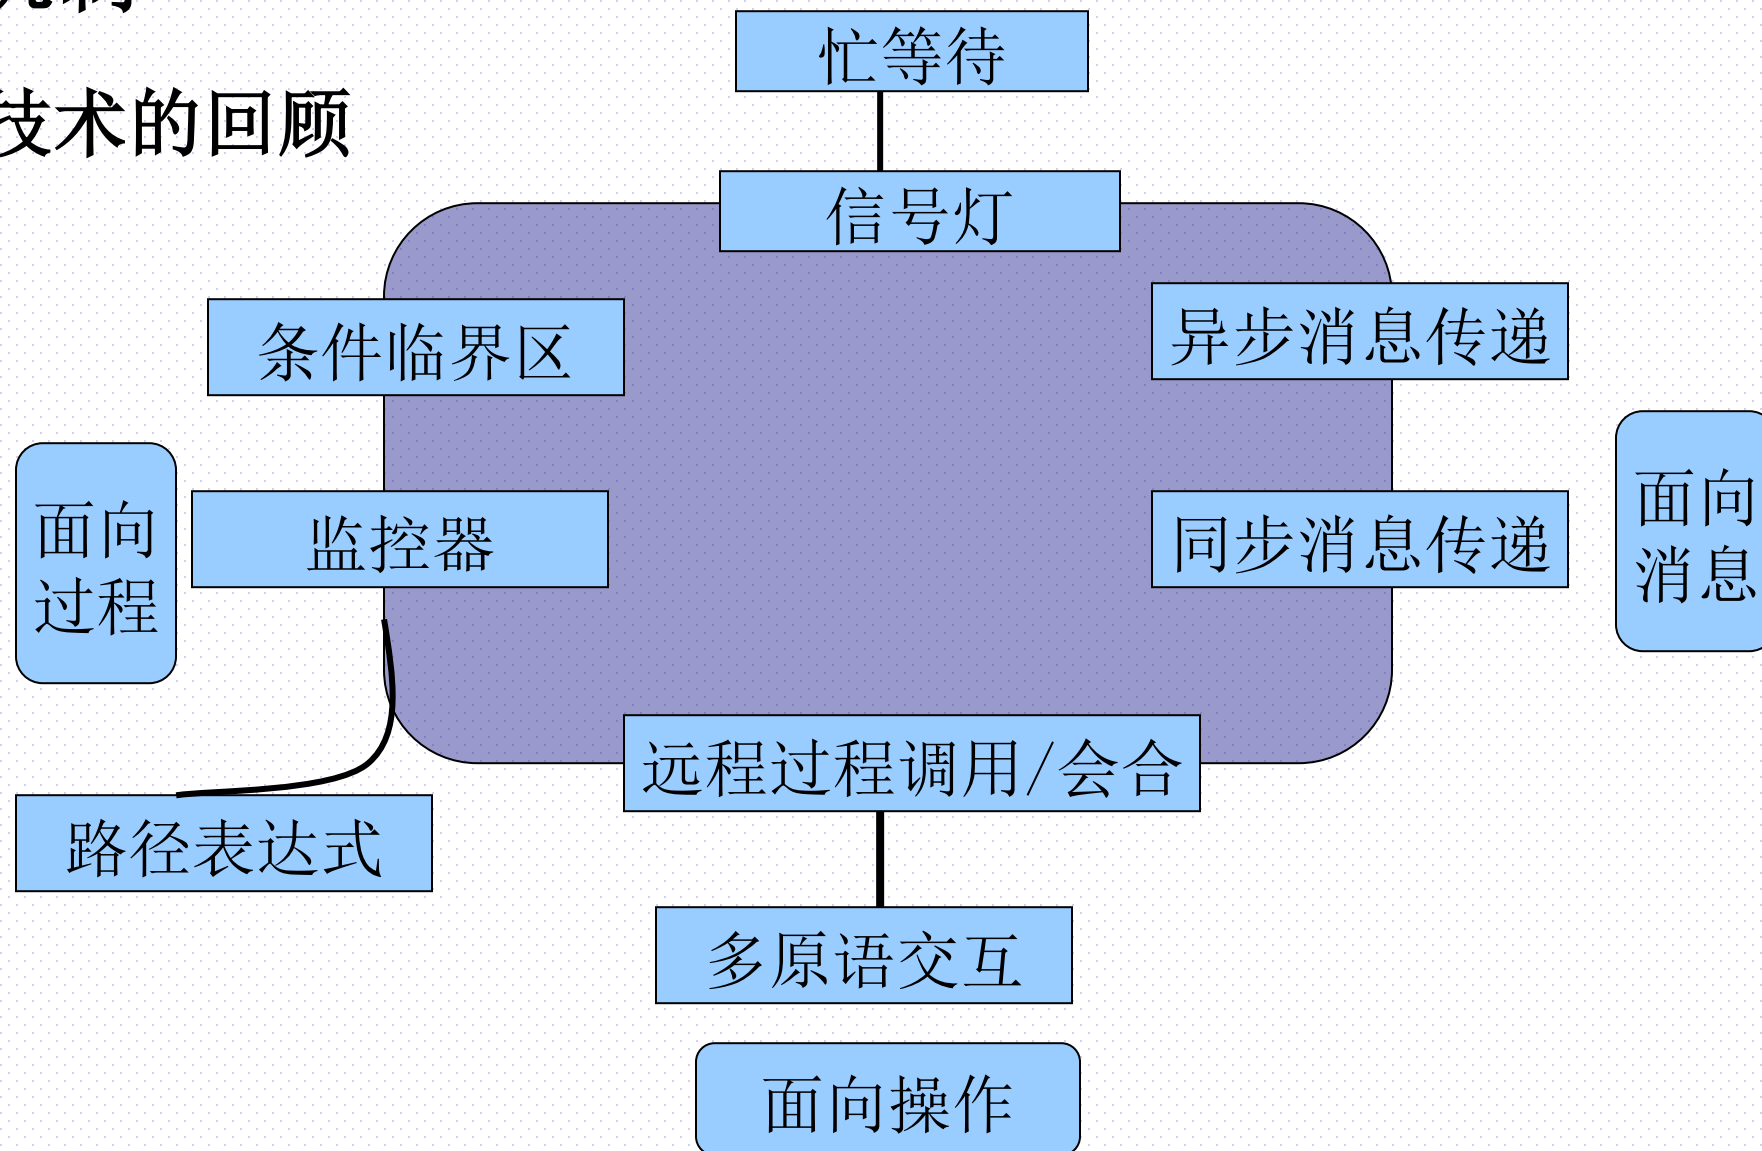 技术的回顾
忙等待
信号灯
条件临界区
异步消息传递
面向
过程
监控器
同步消息传递
面向
消息
远程过程调用/会合
路径表达式
多原语交互
面向操作